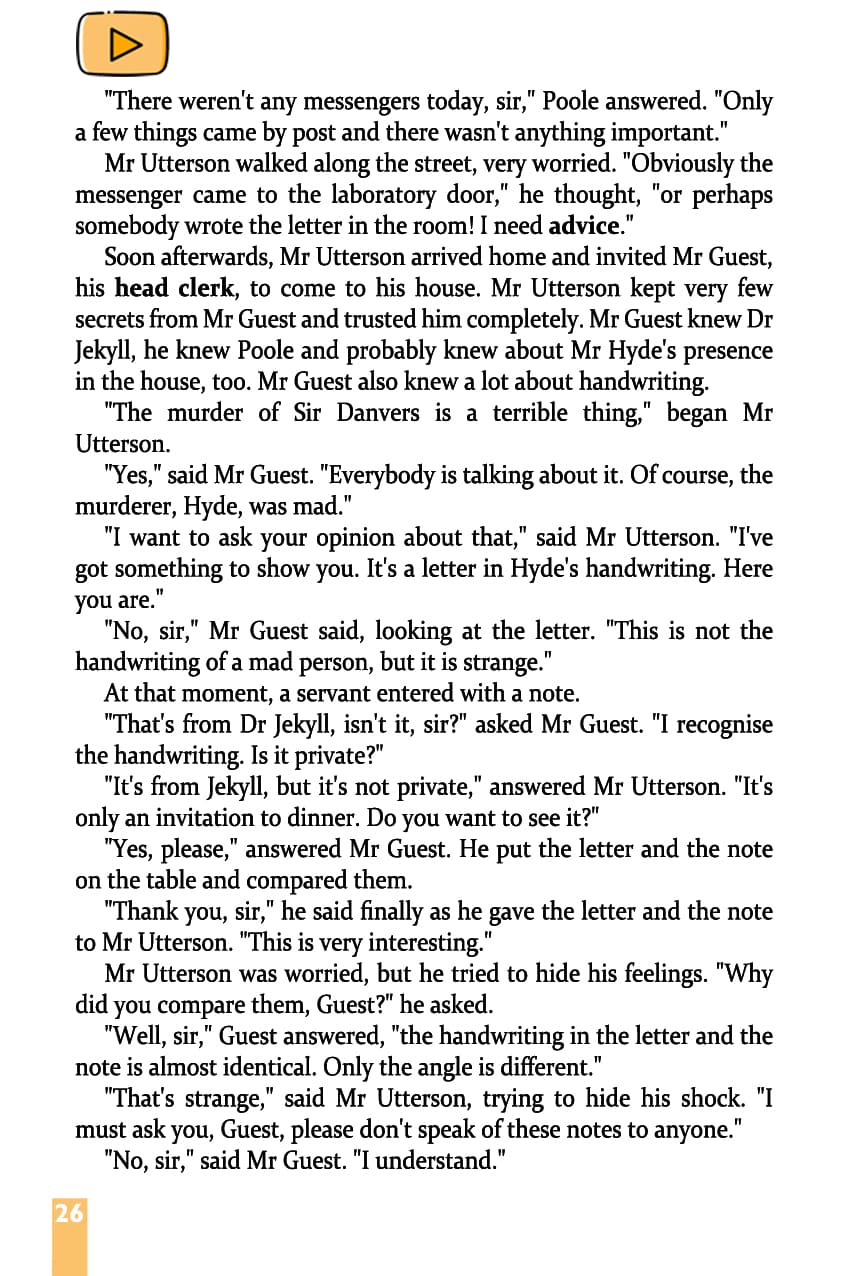 "There weren't any messengers today, sir," Poole answered. "Only
a few things came by post and there wasn't anything important."
Mr Utterson walked along the street, very worried. "Obviously the
messenger came to the laboratory door," he thought, "or perhaps
somebody wrote the letter in the room! I need advice."
Soon afterwards, Mr Utterson arrived home and invited Mr Guest,
his head clerk, to come to his house. Mr Utterson kept very few
secrets from Mr Guest and trusted him completely. Mr Guest knew Dr
Jekyll, he knew Poole and probably knew about Mr Hyde's presence
in the house, too. Mr Guest also knew a lot about handwriting.
"The murder of Sir Danvers is a terrible thing," began Mr
Utterson.
"Yes," said Mr Guest. "Everybody is talking about it. Of course, the
murderer, Hyde, was mad."
"I want to ask your opinion about that," said Mr Utterson. "I've
got something to show you. It's a letter in Hyde's handwriting. Here
you are."
"No, sir," Mr Guest said, looking at the letter. "This is not the
handwriting of a mad person, but it is strange."
At that moment, a servant entered with a note.
"That's from Dr Jekyll, isn't it, sir?" asked Mr Guest. "I recognise
the handwriting. Is it private?"
"It's from Jekyll, but it's not private," answered Mr Utterson. "It's
only an invitation to dinner. Do you want to see it?"
"Yes, please," answered Mr Guest. He put the letter and the note
on the table and compared them.
"Thank you, sir," he said finally as he gave the letter and the note
to Mr Utterson. "This is very interesting."
Mr Utterson was worried, but he tried to hide his feelings. "Why
did you compare them, Guest?" he asked.
"Well, sir," Guest answered, "the handwriting in the letter and the
note is almost identical. Only the angle is different."
"That's strange," said Mr Utterson, trying to hide his shock. "I
must ask you, Guest, please don't speak of these notes to anyone."
"No, sir," said Mr Guest. "I understand."
26